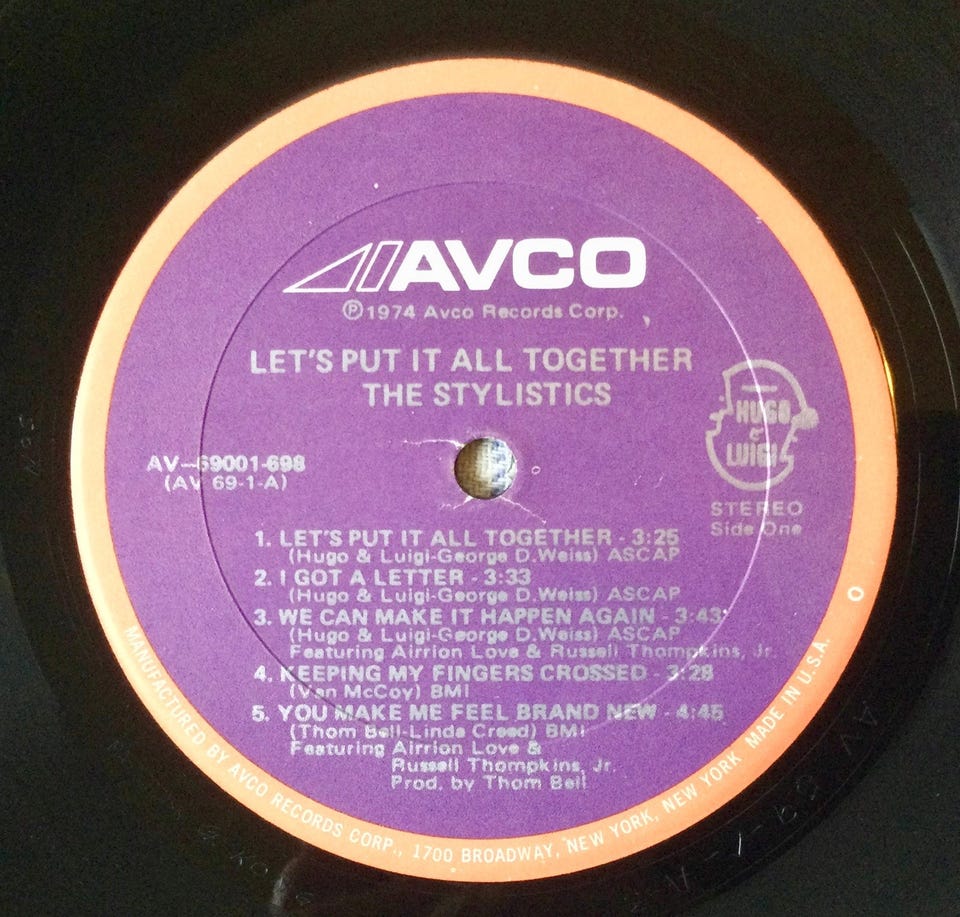 AVCO
Ⓟ1974 Avco Records Corp.
LET'S PUT IT ALL TOGETHER
THE STYLISTICS
HUGO
&
LUIGI
AV-69001-698
(AV 69-1-A)
STEREO
Side One
1. LET'S PUT IT ALL TOGETHER - 3:25
(Hugo & Luigi-George D.Weiss) ASCAP
2. I GOT A LETTER - 3:33
(Hugo & Luigi-George D.Weiss) ASCAP
3. WE CAN MAKE IT HAPPEN AGAIN - 3:43
(Hugo & Luigi-George D.Weiss) ASCAP
Featuring Airrion Love & Russell Thompkins, Jr.
4. KEEPING MY FINGERS CROSSED - 3:28
(Van McCoy) BMI
5. YOU MAKE ME FEEL BRAND NEW - 4:45
(Thom Bell-Linda Creed) BMI
Featuring Airrion Love &
Russell Thompkins, Jr.
Prod. by Thom Bell
MANUFACTURED BY AVCO RECORDS CORP., 1700 BROADWAY, NEW YORK, NEW YORK MADE IN U.S.A.